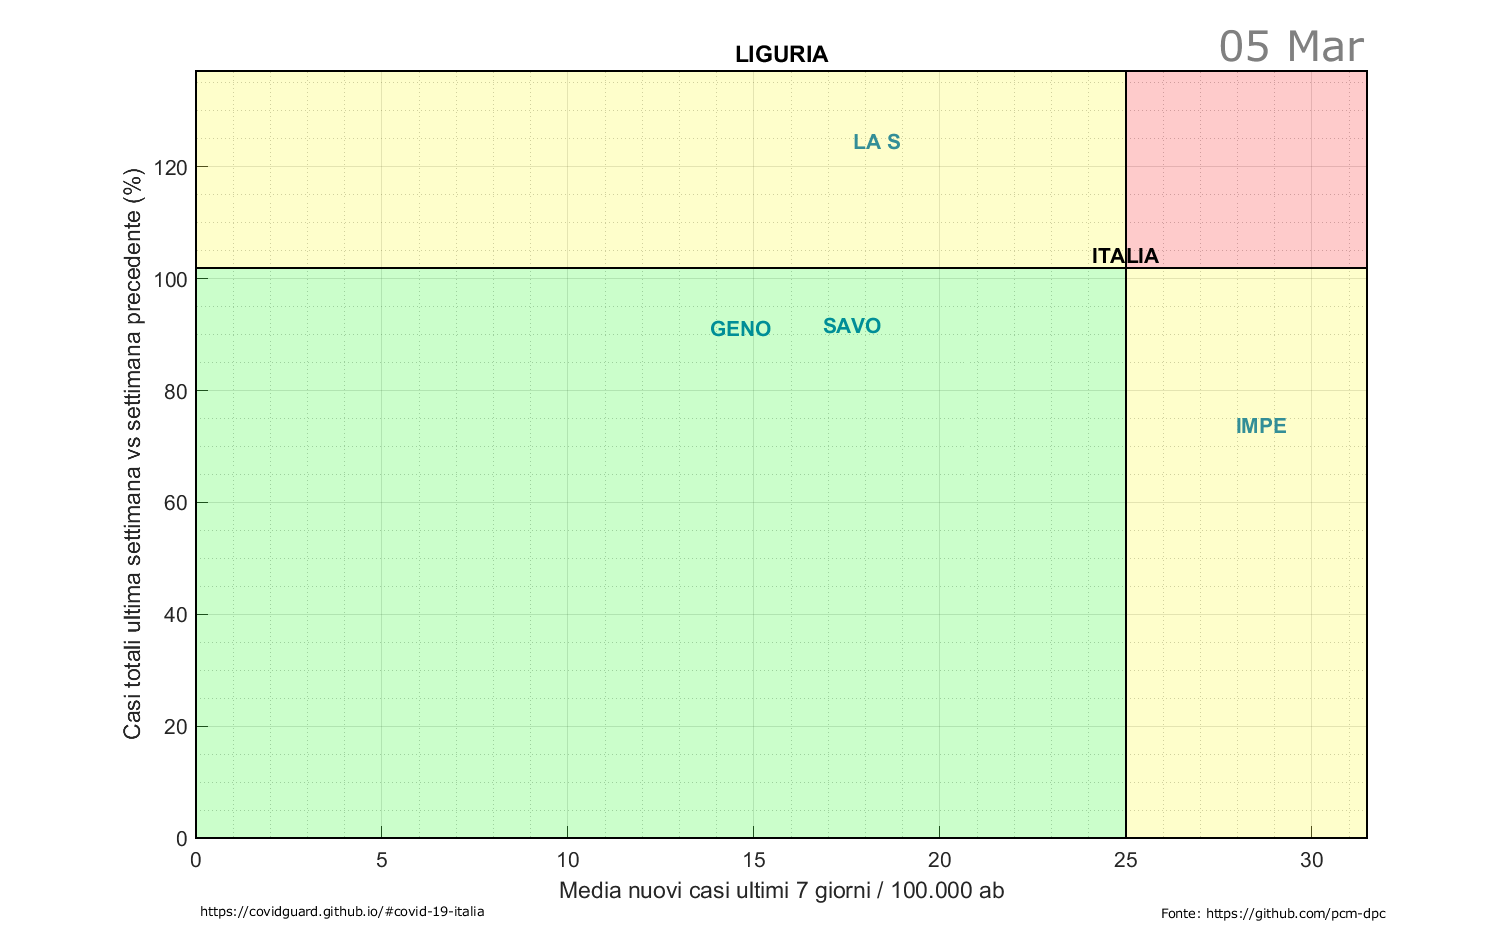 05 Mar
LIGURIA
LA S
120
ITALIA
100
GENO
SAVO
80
IMPE
60
40
20
0
Casi totali ultima settimana vs settimana precedente (%)
0 5 10 15 20 25 30
Media nuovi casi ultimi 7 giorni / 100.000 ab
https://covidguard.github.io/#covid-19-italia
Fonte: https://github.com/pcm-dpc